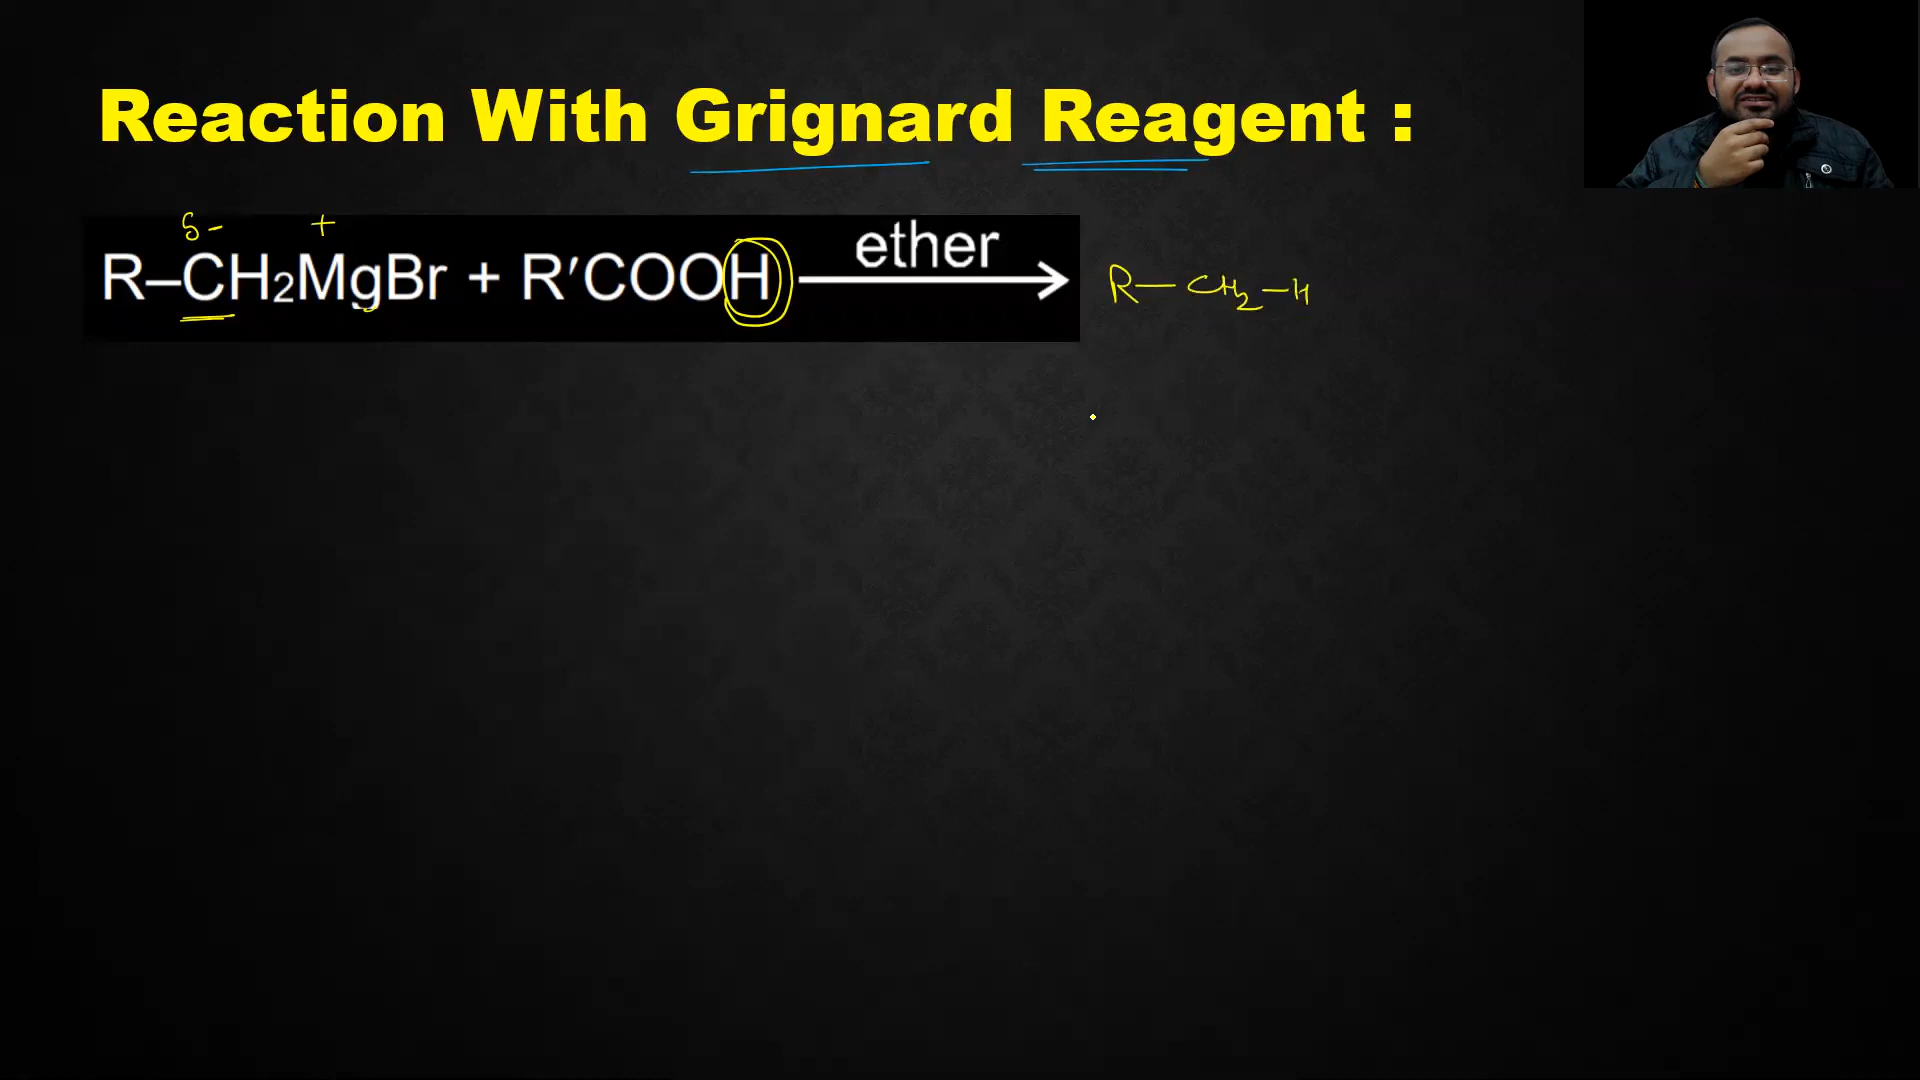 Reaction With Grignard Reagent :
δ- +
R–CH₂MgBr + R′COOH ether R–CH₂–H